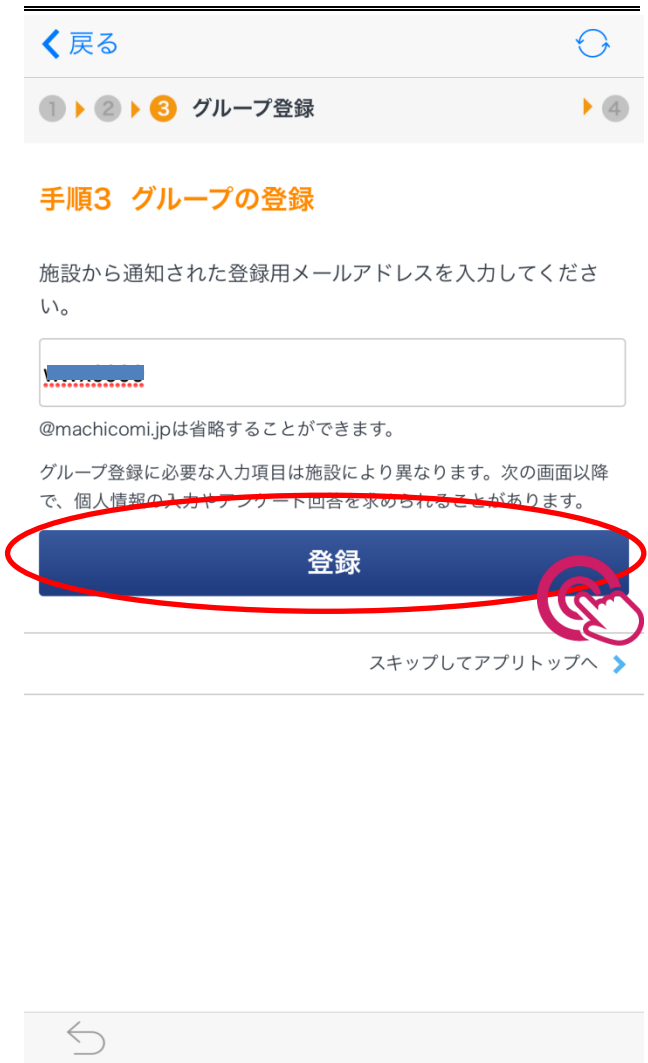 戻る
1 2 3 グループ登録 4
手順3 グループの登録
施設から通知された登録用メールアドレスを入力してくださ
い。
@machicomi.jpは省略することができます。
グループ登録に必要な入力項目は施設により異なります。次の画面以降
で、個人情報の入力やアンケート回答を求められることがあります。
登録
スキップしてアプリトップへ